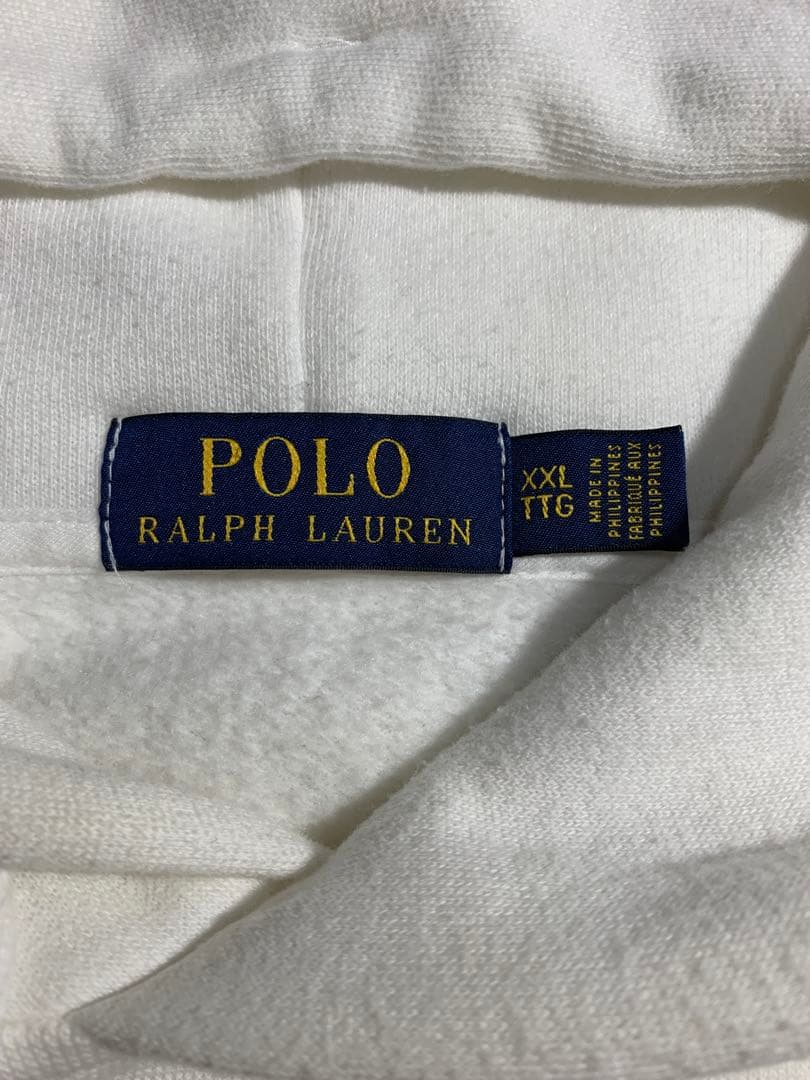 POLO
RALPH LAUREN
XXL
TTG
MADE IN
PHILIPPINES
FABRIQUÉ AUX
PHILIPPINES